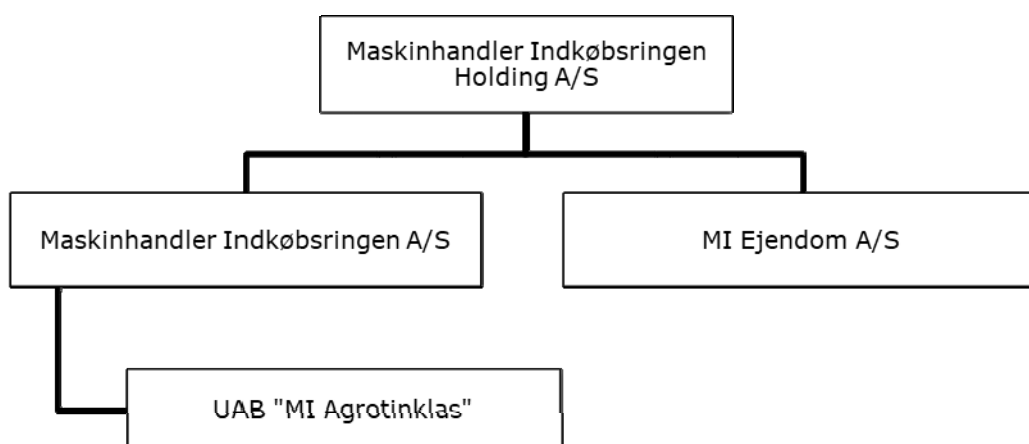 Maskinhandler Indkøbsringen
Holding A/S
Maskinhandler Indkøbsringen A/S
MI Ejendom A/S
UAB "MI Agrotinklas"